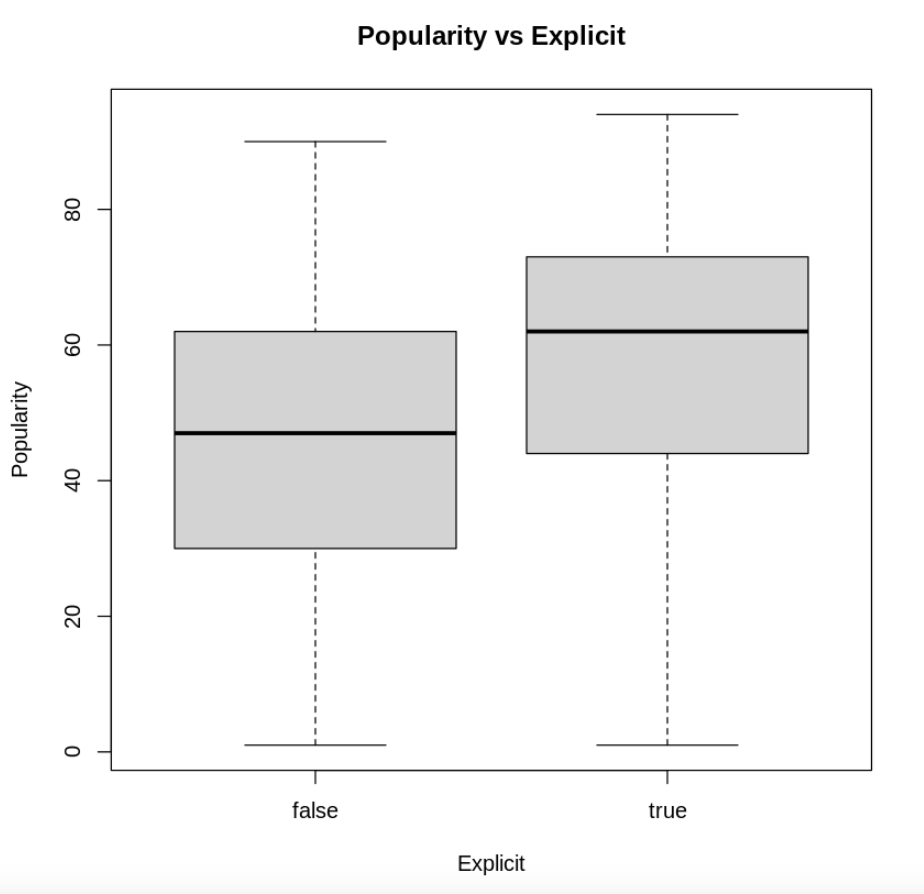 Popularity vs Explicit
Popularity
80
60
40
20
0
false true
Explicit